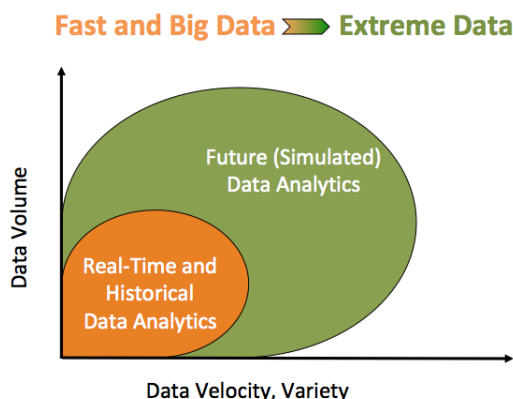 Fast and Big Data Extreme Data
Future (Simulated)
Data Analytics
Real-Time and
Historical
Data Analytics
Data Volume
Data Velocity, Variety